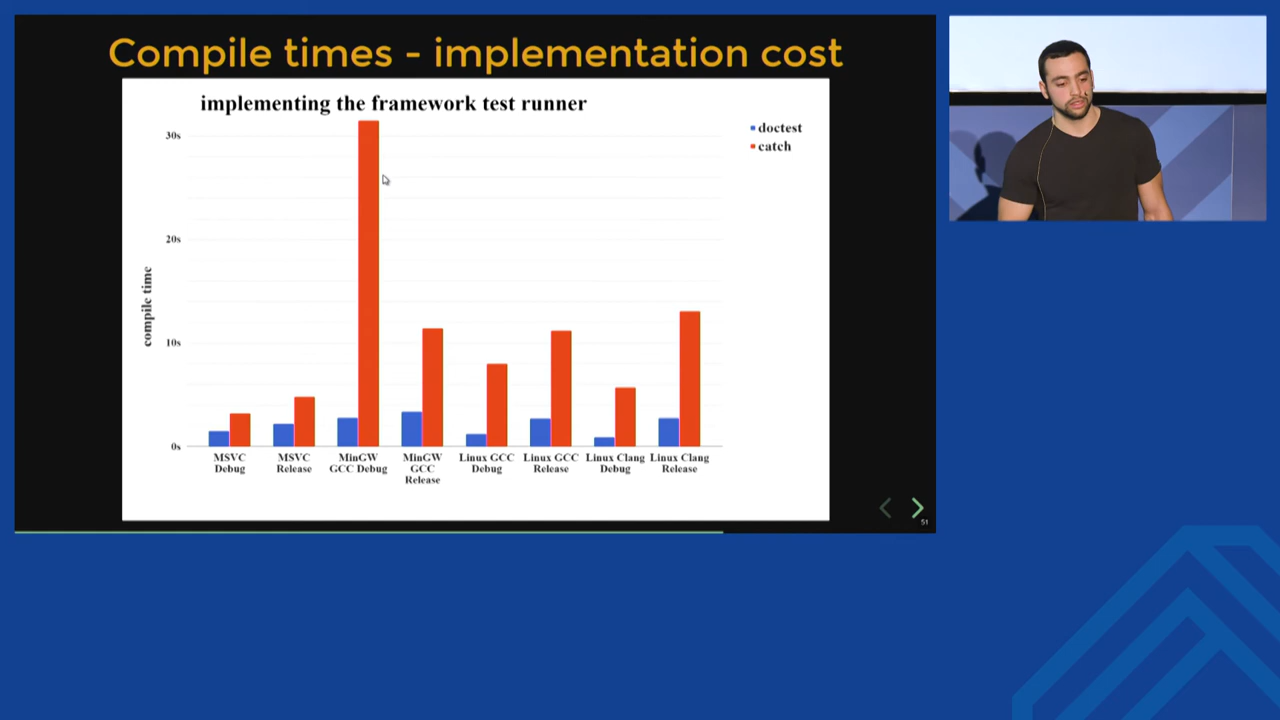 Compile times - implementation cost
implementing the framework test runner
doctest
catch
30s
20s
10s
0s
compile time
MSVC
Debug
MSVC
Release
MinGW
GCC Debug
MinGW
GCC
Release
Linux GCC
Debug
Linux GCC
Release
Linux Clang
Debug
Linux Clang
Release
51